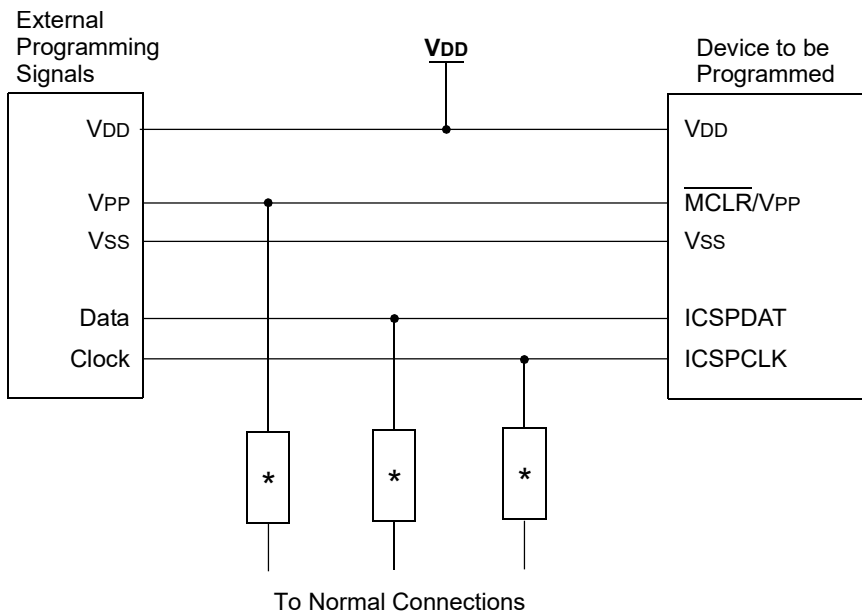 External
Programming
Signals
VDD
Device to be
Programmed
VDD
VDD
VPP
MCLR/VPP
VSS
VSS
Data
ICSPDAT
Clock
ICSPCLK
*
*
*
To Normal Connections